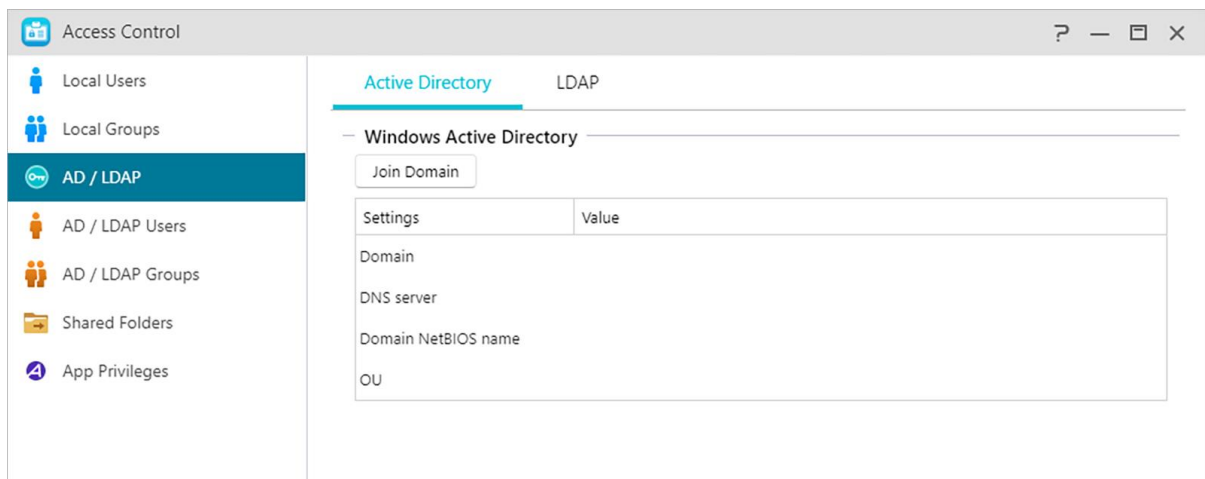 Access Control
Local Users
Local Groups
AD / LDAP
AD / LDAP Users
AD / LDAP Groups
Shared Folders
App Privileges
Active Directory LDAP
Windows Active Directory
Join Domain
Settings Value
Domain
DNS server
Domain NetBIOS name
OU